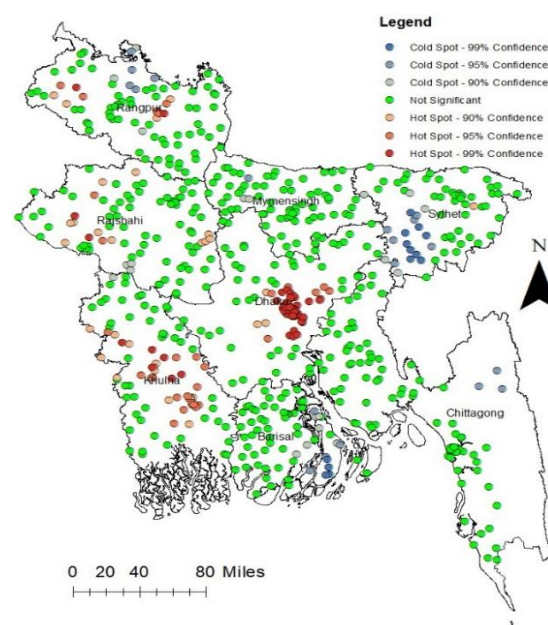 Legend
Cold Spot - 99% Confidence
Cold Spot - 95% Confidence
Cold Spot - 90% Confidence
Not Significant
Hot Spot - 90% Confidence
Hot Spot - 95% Confidence
Hot Spot - 99% Confidence
Rangpur
Mymensingh
Sylhet
Rajshahi
Dhaka
Khulna
Chittagong
Barisal
0 20 40 80 Miles